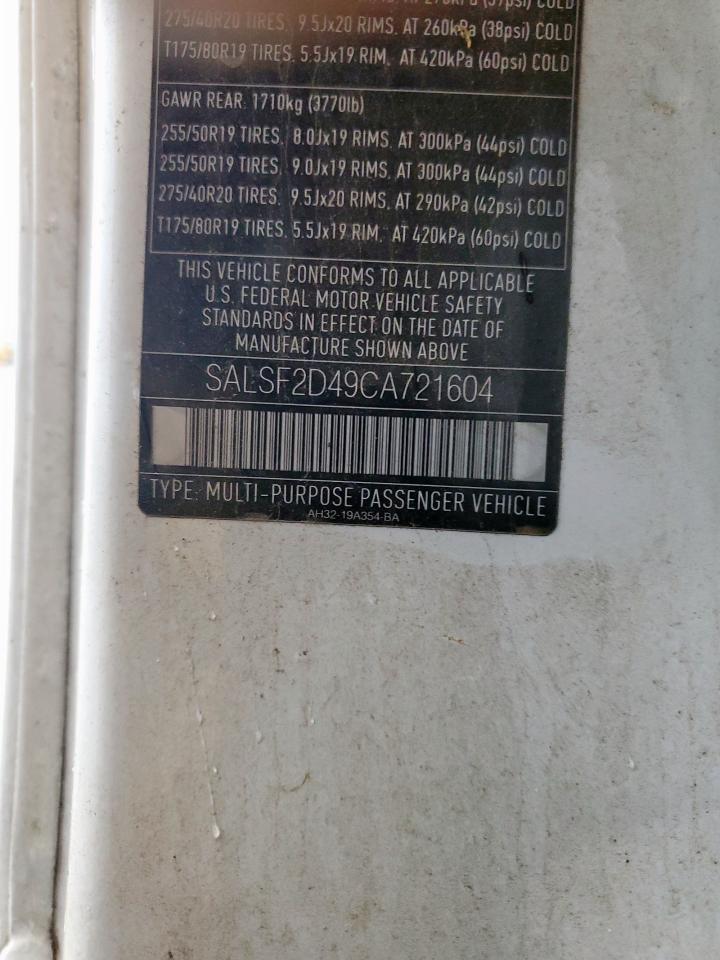 275/40R20 TIRES. 9.5Jx20 RIMS. AT 260kPa (38psi) COLD
T175/80R19 TIRES. 5.5Jx19 RIM. AT 420kPa (60psi) COLD
GAWR REAR. 1710kg (3770lb)
255/50R19 TIRES. 8.0Jx19 RIMS. AT 300kPa (44psi) COLD
255/50R19 TIRES. 9.0Jx19 RIMS. AT 300kPa (44psi) COLD
275/40R20 TIRES. 9.5Jx20 RIMS. AT 290kPa (42psi) COLD
T175/80R19 TIRES. 5.5Jx19 RIM. AT 420kPa (60psi) COLD
THIS VEHICLE CONFORMS TO ALL APPLICABLE
U.S. FEDERAL MOTOR VEHICLE SAFETY
STANDARDS IN EFFECT ON THE DATE OF
MANUFACTURE SHOWN ABOVE
SALSF2D49CA721604
TYPE: MULTI-PURPOSE PASSENGER VEHICLE
AH32-19A354-BA